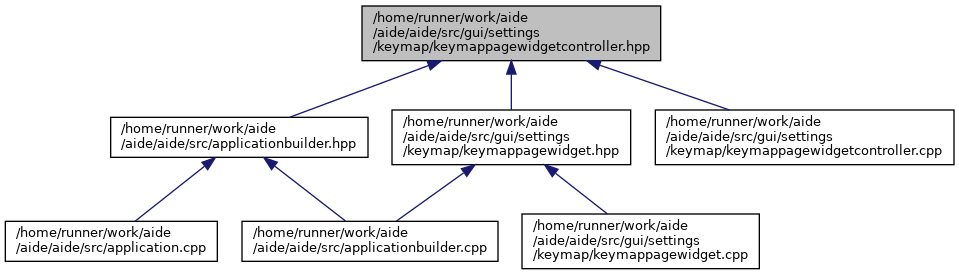 /home/runner/work/aide
/aide/aide/src/gui/settings
/keymap/keymappagewidgetcontroller.hpp
/home/runner/work/aide
/aide/aide/src/applicationbuilder.hpp
/home/runner/work/aide
/aide/aide/src/gui/settings
/keymap/keymappagewidget.hpp
/home/runner/work/aide
/aide/aide/src/gui/settings
/keymap/keymappagewidgetcontroller.cpp
/home/runner/work/aide
/aide/aide/src/application.cpp
/home/runner/work/aide
/aide/aide/src/applicationbuilder.cpp
/home/runner/work/aide
/aide/aide/src/gui/settings
/keymap/keymappagewidget.cpp